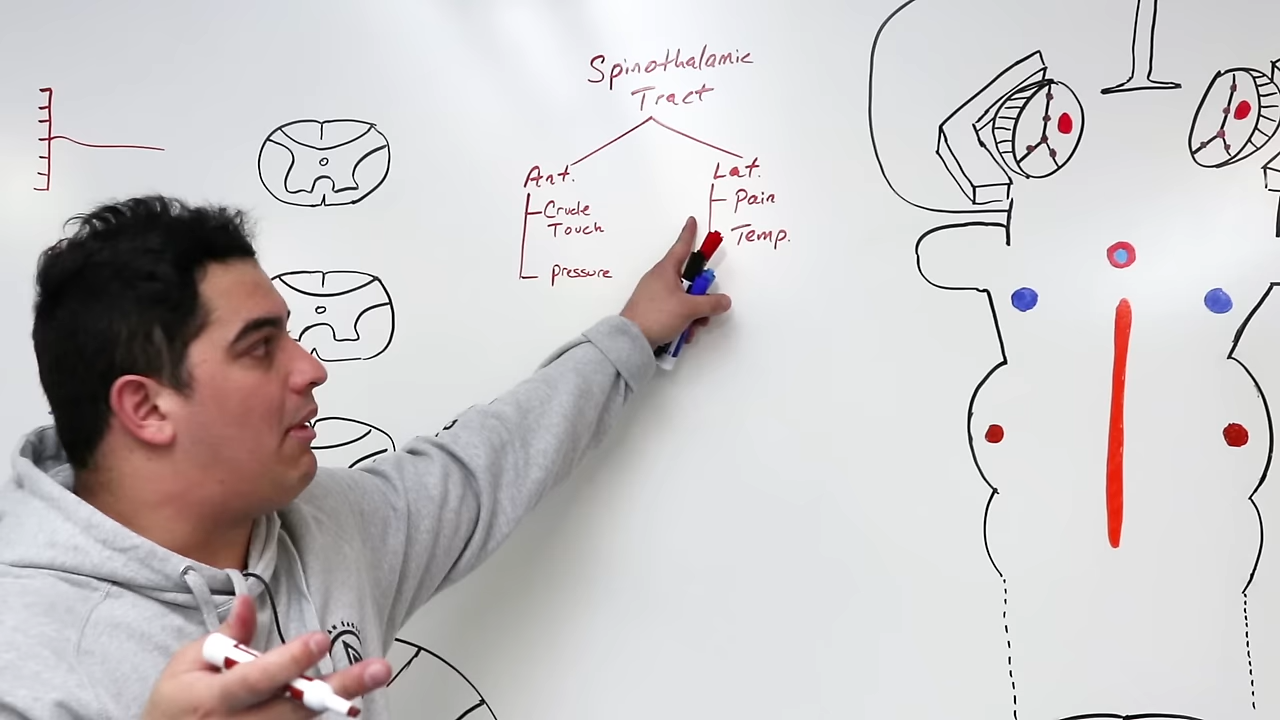 Spinothalamic
Tract
Ant.
Crude
Touch
pressure
Lat.
Pain
Temp.